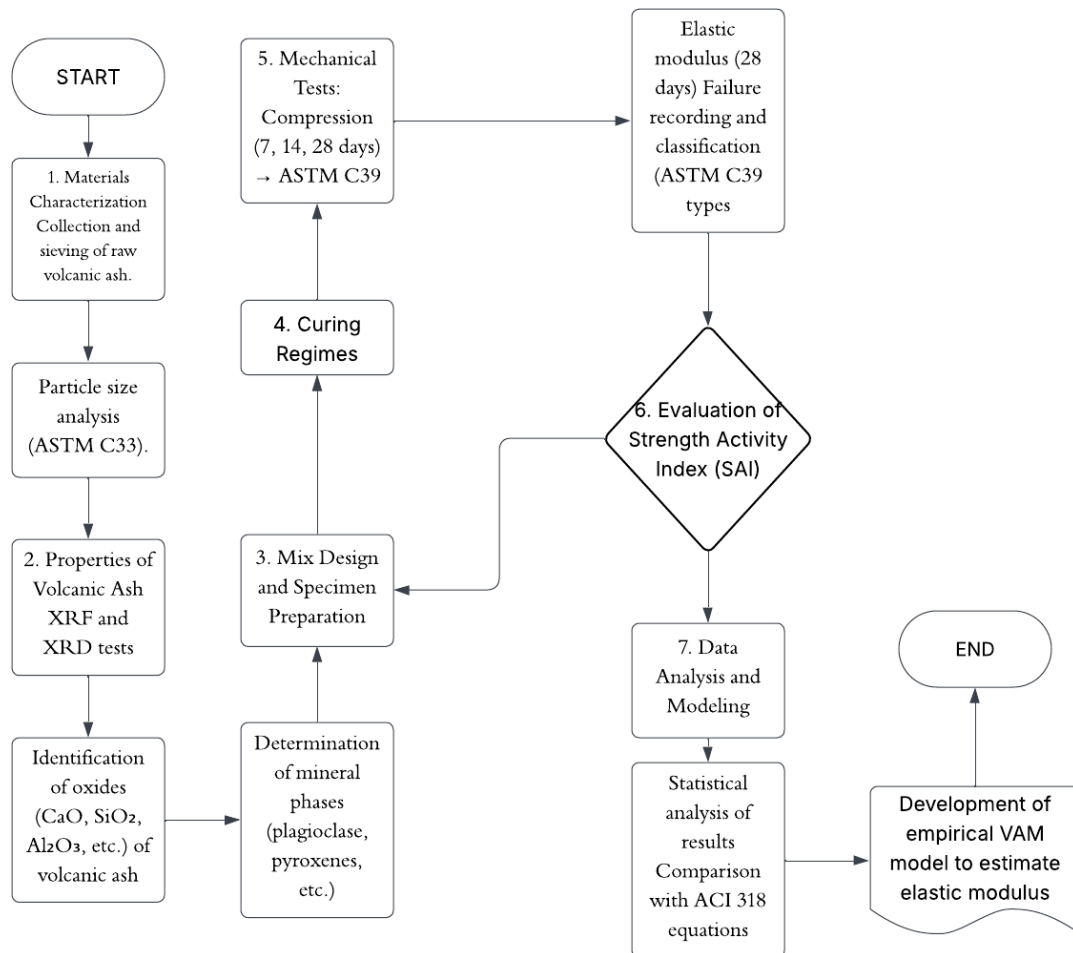 START
1. Materials
Characterization
Collection and
sieving of raw
volcanic ash.
Particle size
analysis
(ASTM C33).
2. Properties of
Volcanic Ash
XRF and
XRD tests
Identification
of oxides
(CaO, SiO₂,
Al₂O₃, etc.) of
volcanic ash
Determination
of mineral
phases
(plagioclase,
pyroxenes,
etc.)
3. Mix Design
and Specimen
Preparation
4. Curing
Regimes
5. Mechanical
Tests:
Compression
(7, 14, 28 days)
→ ASTM C39
Elastic
modulus (28
days) Failure
recording and
classification
(ASTM C39
types
6. Evaluation of
Strength Activity
Index (SAI)
7. Data
Analysis and
Modeling
Statistical
analysis of
results
Comparison
with ACI 318
equations
Development of
empirical VAM
model to estimate
elastic modulus
END